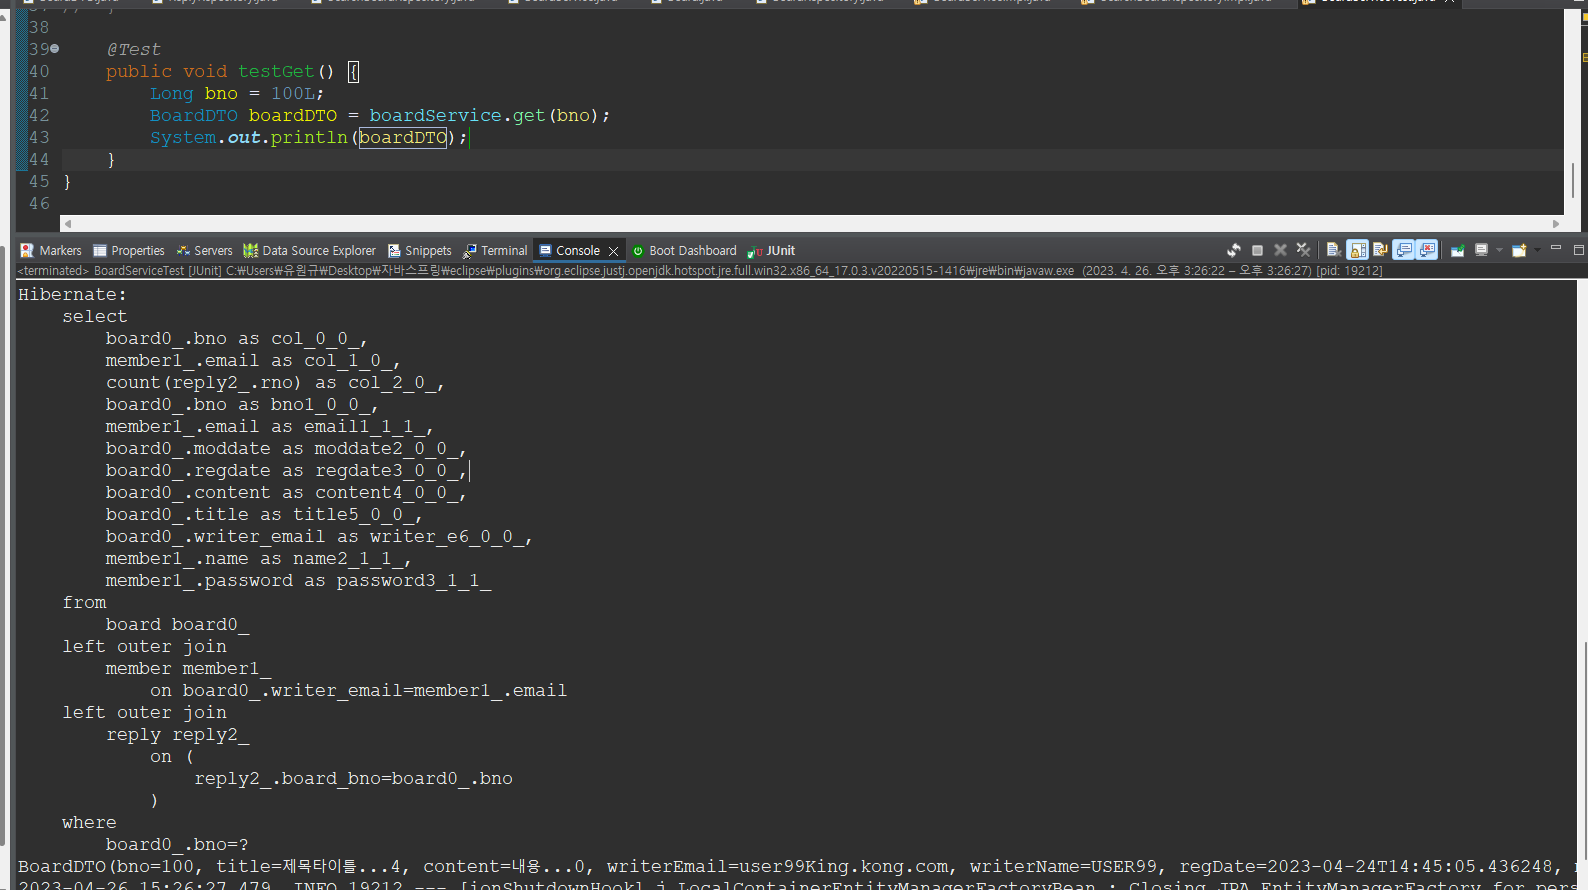 38
39 @Test
40 public void testGet() {
41 Long bno = 100L;
42 BoardDTO boardDTO = boardService.get(bno);
43 System.out.println(boardDTO);
44 }
45 }
46
Markers Properties Servers Data Source Explorer Snippets Terminal Console Boot Dashboard JUnit
<terminated> BoardServiceTest [JUnit] C:₩Users₩유원규₩Desktop₩자바스프링₩eclipse₩plugins₩org.eclipse.justj.openjdk.hotspot.jre.full.win32.x86_64_17.0.3.v20220515-1416₩jre₩bin₩javaw.exe (2023. 4. 26. 오후 3:26:22 – 오후 3:26:27) [pid: 19212]
Hibernate:
select
board0_.bno as col_0_0_,
member1_.email as col_1_0_,
count(reply2_.rno) as col_2_0_,
board0_.bno as bno1_0_0_,
member1_.email as email1_1_1_,
board0_.moddate as moddate2_0_0_,
board0_.regdate as regdate3_0_0_,
board0_.content as content4_0_0_,
board0_.title as title5_0_0_,
board0_.writer_email as writer_e6_0_0_,
member1_.name as name2_1_1_,
member1_.password as password3_1_1_
from
board board0_
left outer join
member member1_
on board0_.writer_email=member1_.email
left outer join
reply reply2_
on (
reply2_.board_bno=board0_.bno
)
where
board0_.bno=?
BoardDTO(bno=100, title=제목타이틀...4, content=내용...0, writerEmail=user99King.kong.com, writerName=USER99, regDate=2023-04-24T14:45:05.436248,
2023-04-26 15:26:27.479 INFO 19212 --- [ionShutdownHook] j.LocalContainerEntityManagerFactoryBean : Closing JPA EntityManagerFactory for pers